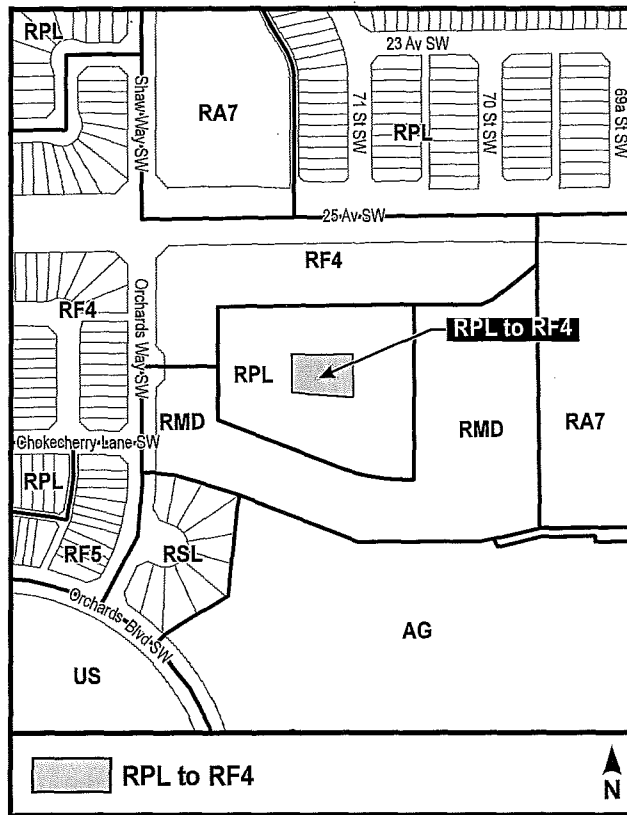 RPL
23 Av SW
Shaw Way SW
RA7
71 St SW
RPL
70 St SW
69a St SW
25 Av SW
RF4
Orchards Way SW
RF4
RPL to RF4
RPL
RMD
RMD
RA7
Chokecherry Lane SW
RPL
RF5
RSL
Orchards Blvd SW
AG
US
RPL to RF4
N